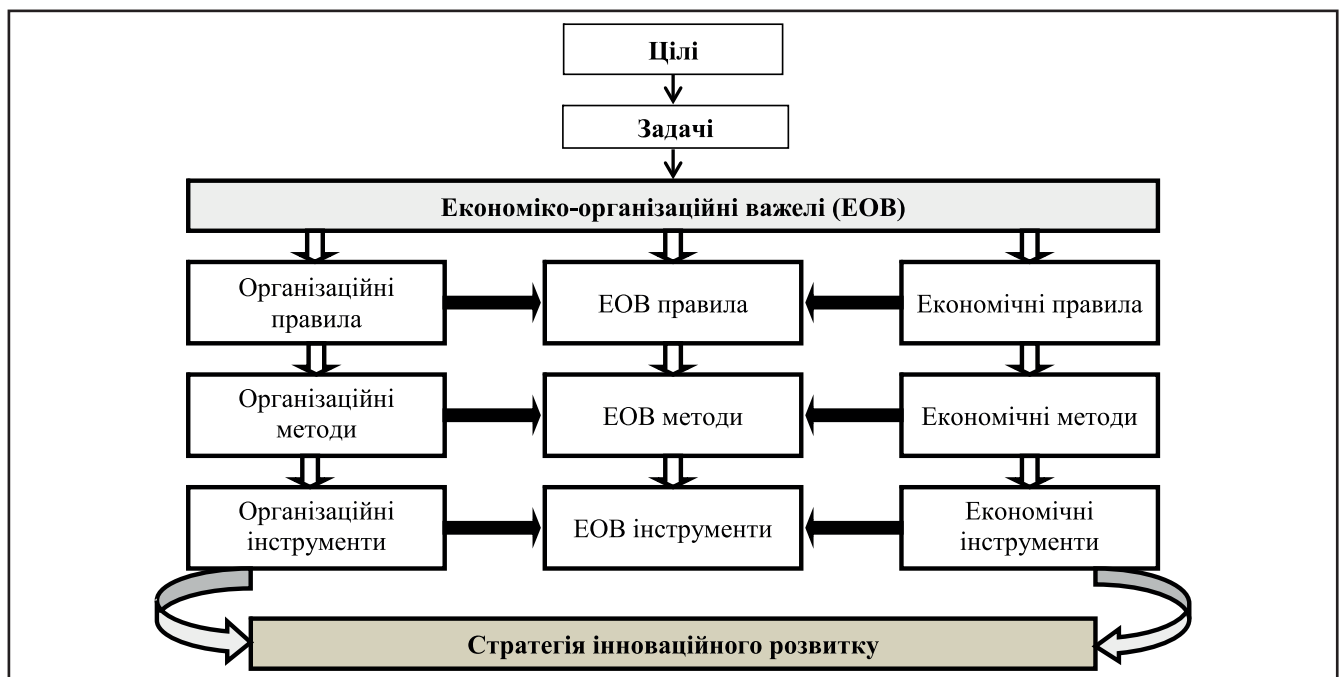 Цілі
Задачі
Економіко-організаційні важелі (ЕОВ)
Організаційні
правила
ЕОВ правила
Економічні правила
Організаційні
методи
ЕОВ методи
Економічні методи
Організаційні
інструменти
ЕОВ інструменти
Економічні
інструменти
Стратегія інноваційного розвитку